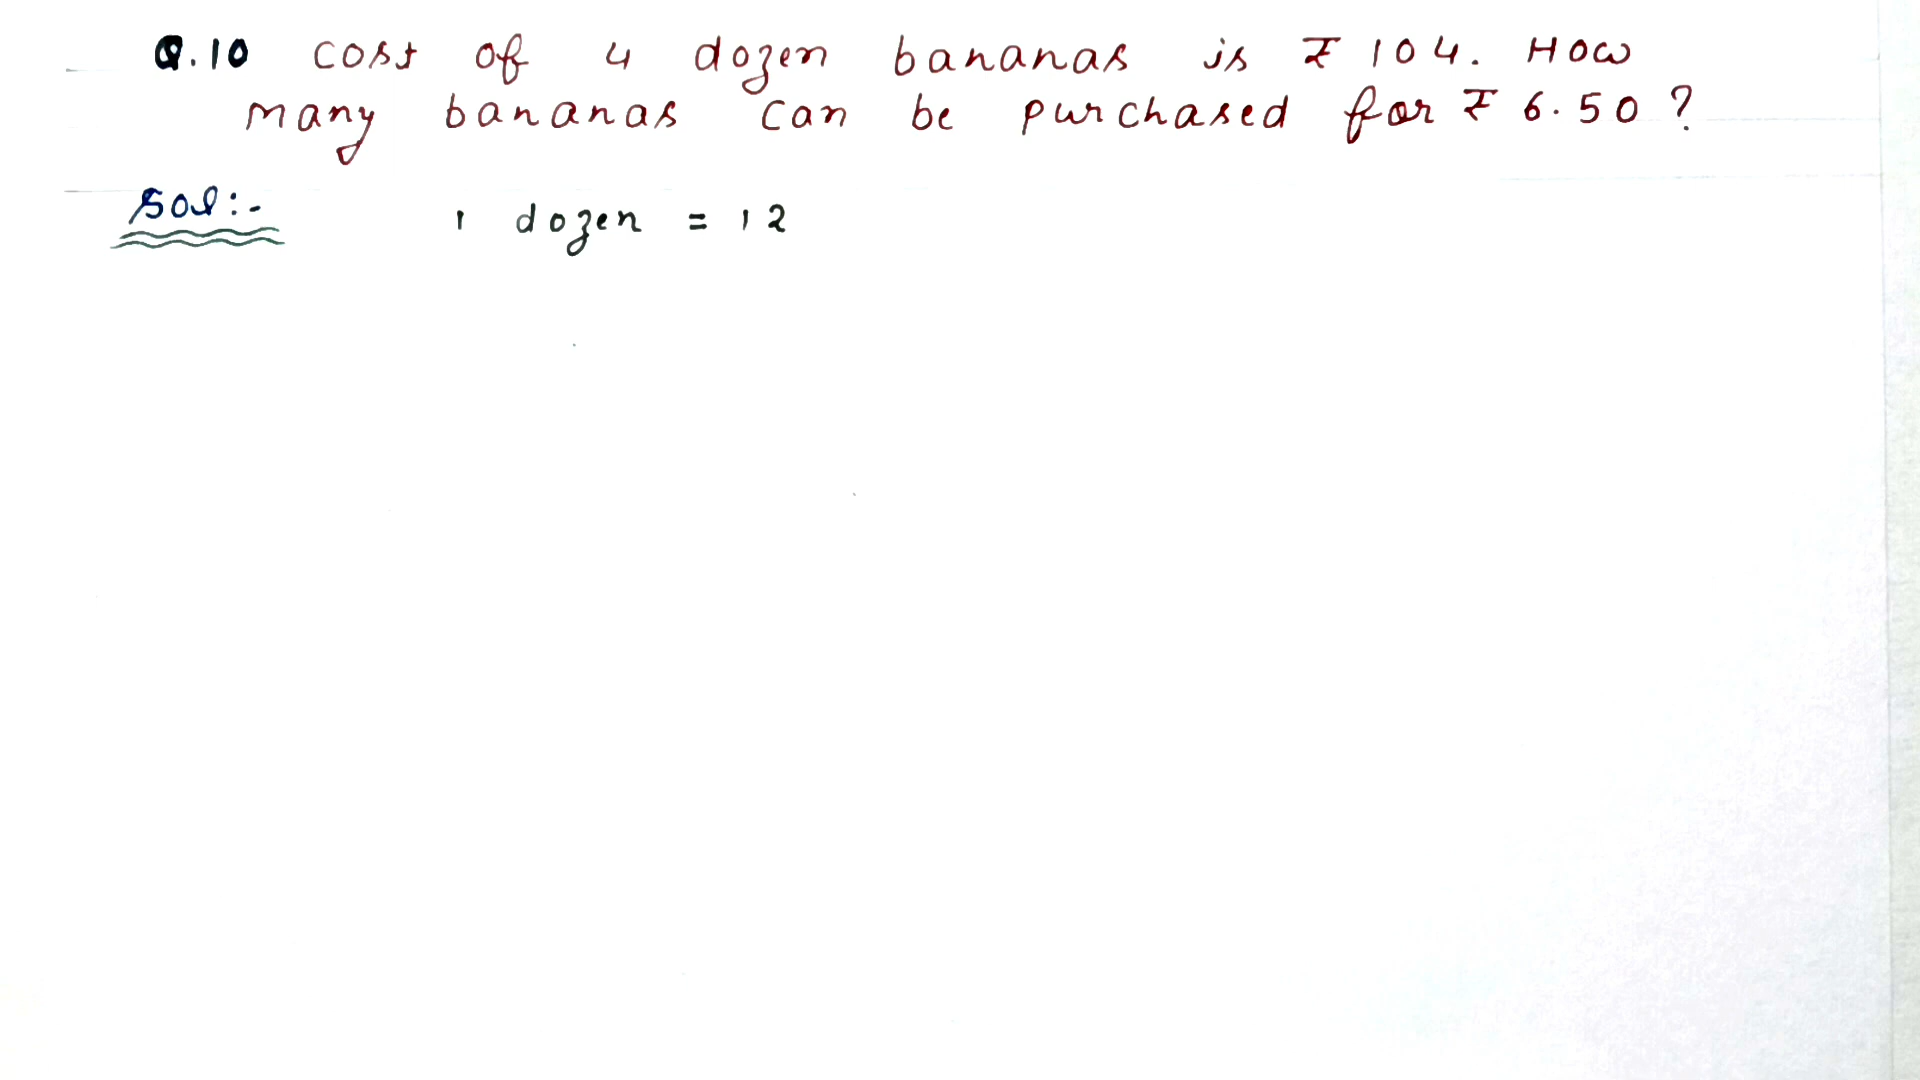 Q.10 Cost of 4 dozen bananas is ₹ 104. How
many bananas can be purchased for ₹ 6.50 ?
Sol:-
1 dozen = 12